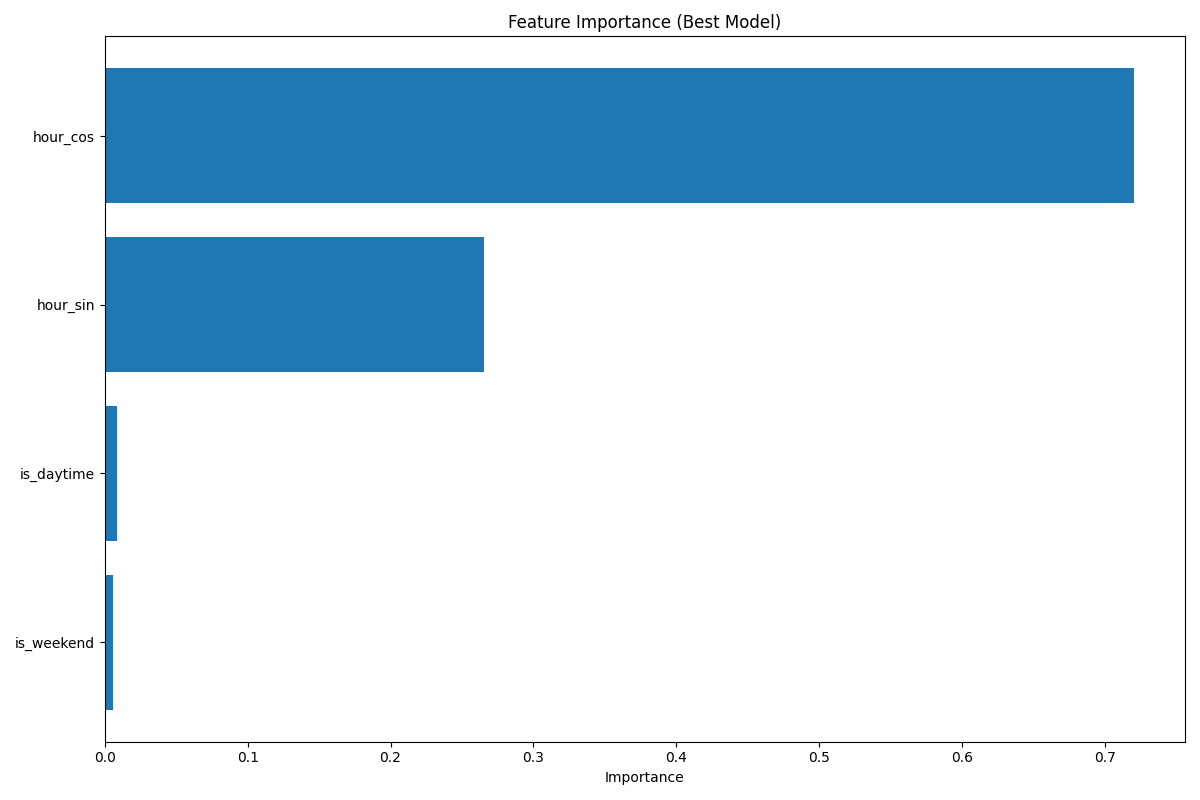 Feature Importance (Best Model)
hour_cos
hour_sin
is_daytime
is_weekend
0.0 0.1 0.2 0.3 0.4 0.5 0.6 0.7
Importance